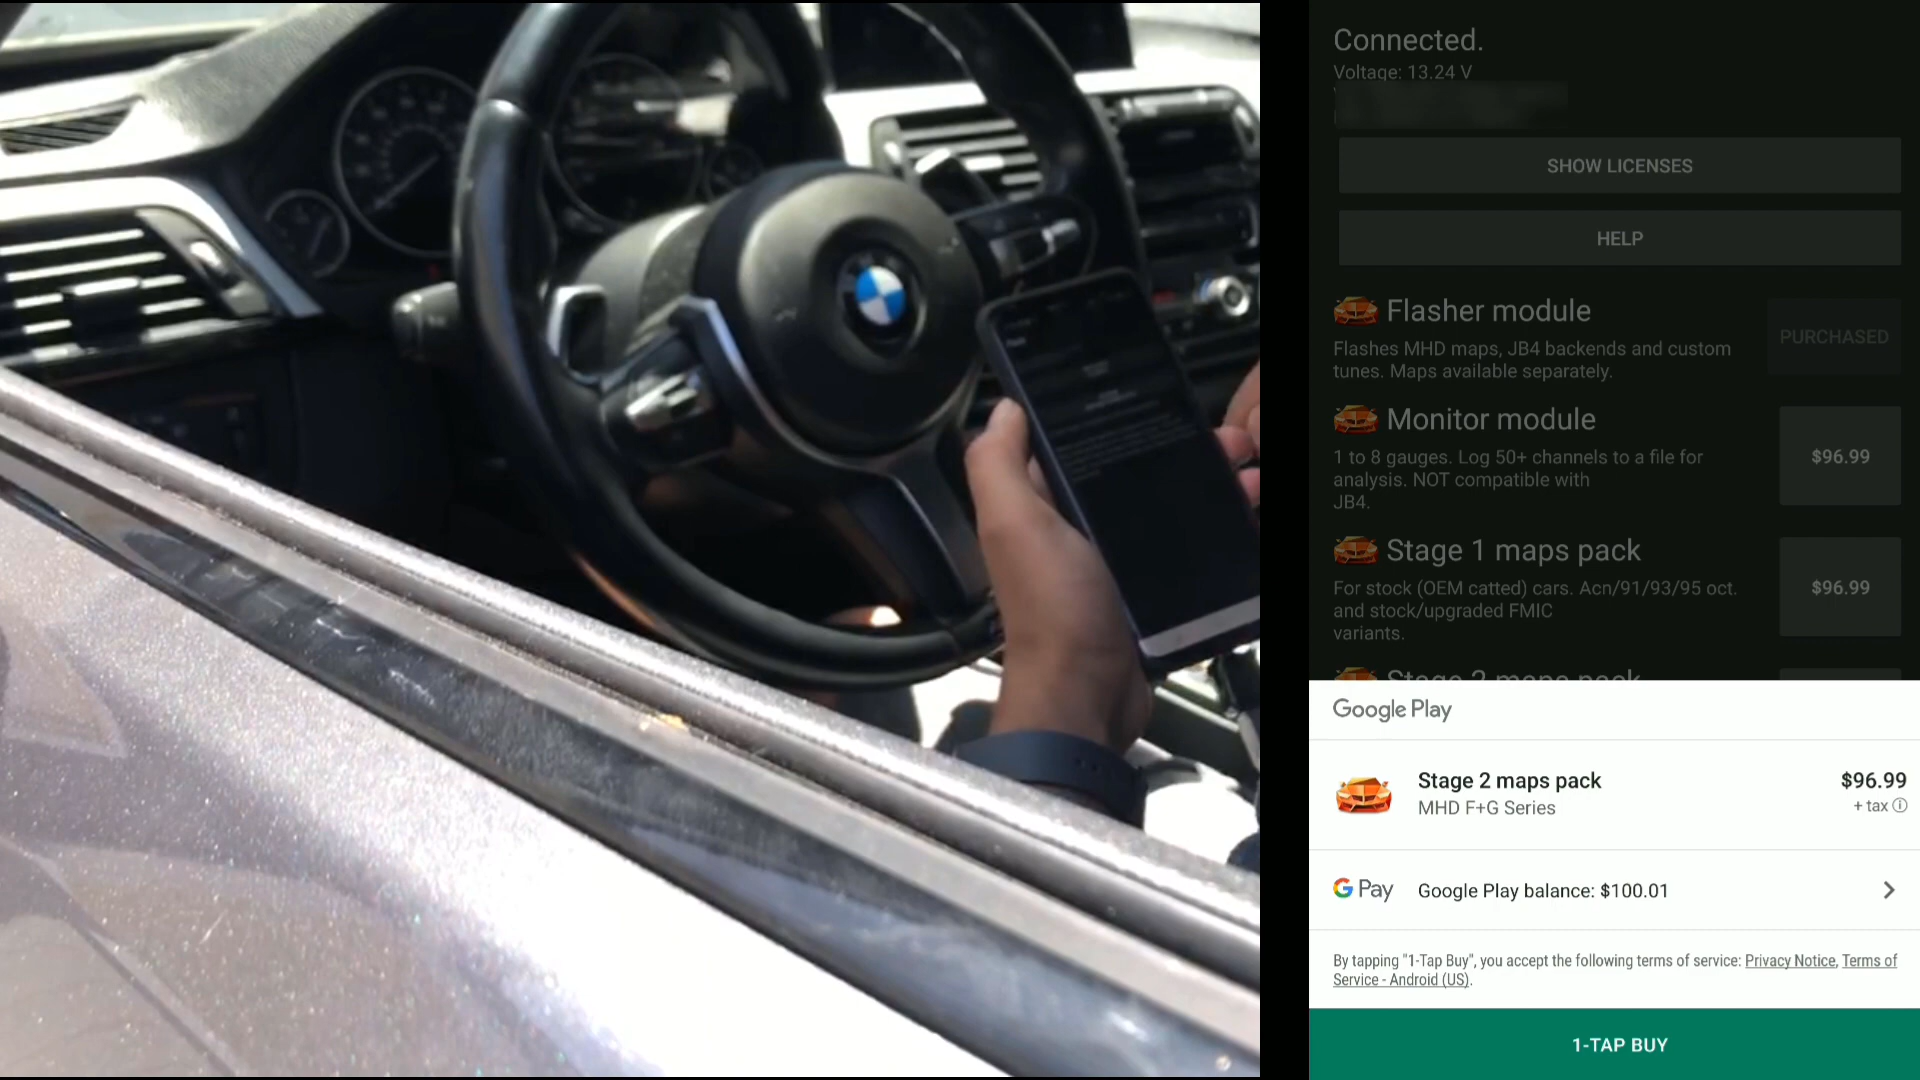 Connected.
Voltage: 13.24 V
SHOW LICENSES
HELP
Flasher module
Flashes MHD maps, JB4 backends and custom
tunes. Maps available separately.
PURCHASED
Monitor module
1 to 8 gauges. Log 50+ channels to a file for
analysis. NOT compatible with
JB4.
$96.99
Stage 1 maps pack
For stock (OEM catted) cars. Acn/91/93/95 oct.
and stock/upgraded FMIC
variants.
$96.99
Stage 2 maps pack
Google Play
Stage 2 maps pack
MHD F+G Series
$96.99
+ tax
G Pay
Google Play balance: $100.01
By tapping "1-Tap Buy", you accept the following terms of service: Privacy Notice, Terms of
Service - Android (US).
1-TAP BUY